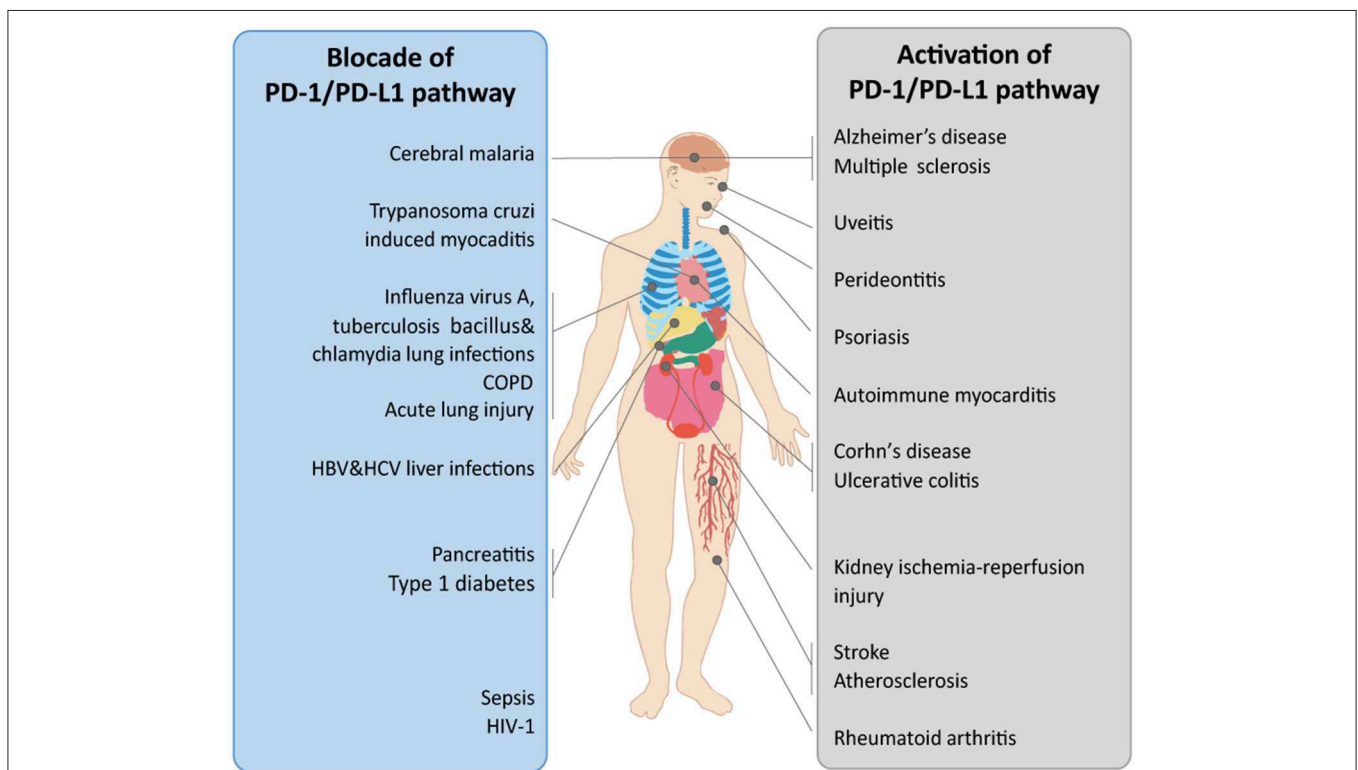 Blocade of
PD-1/PD-L1 pathway
Cerebral malaria
Trypanosoma cruzi
induced myocaditis
Influenza virus A,
tuberculosis bacillus&
chlamydia lung infections
COPD
Acute lung injury
HBV&HCV liver infections
Pancreatitis
Type 1 diabetes
Sepsis
HIV-1
Activation of
PD-1/PD-L1 pathway
Alzheimer's disease
Multiple sclerosis
Uveitis
Perideontitis
Psoriasis
Autoimmune myocarditis
Corhn's disease
Ulcerative colitis
Kidney ischemia-reperfusion
injury
Stroke
Atherosclerosis
Rheumatoid arthritis